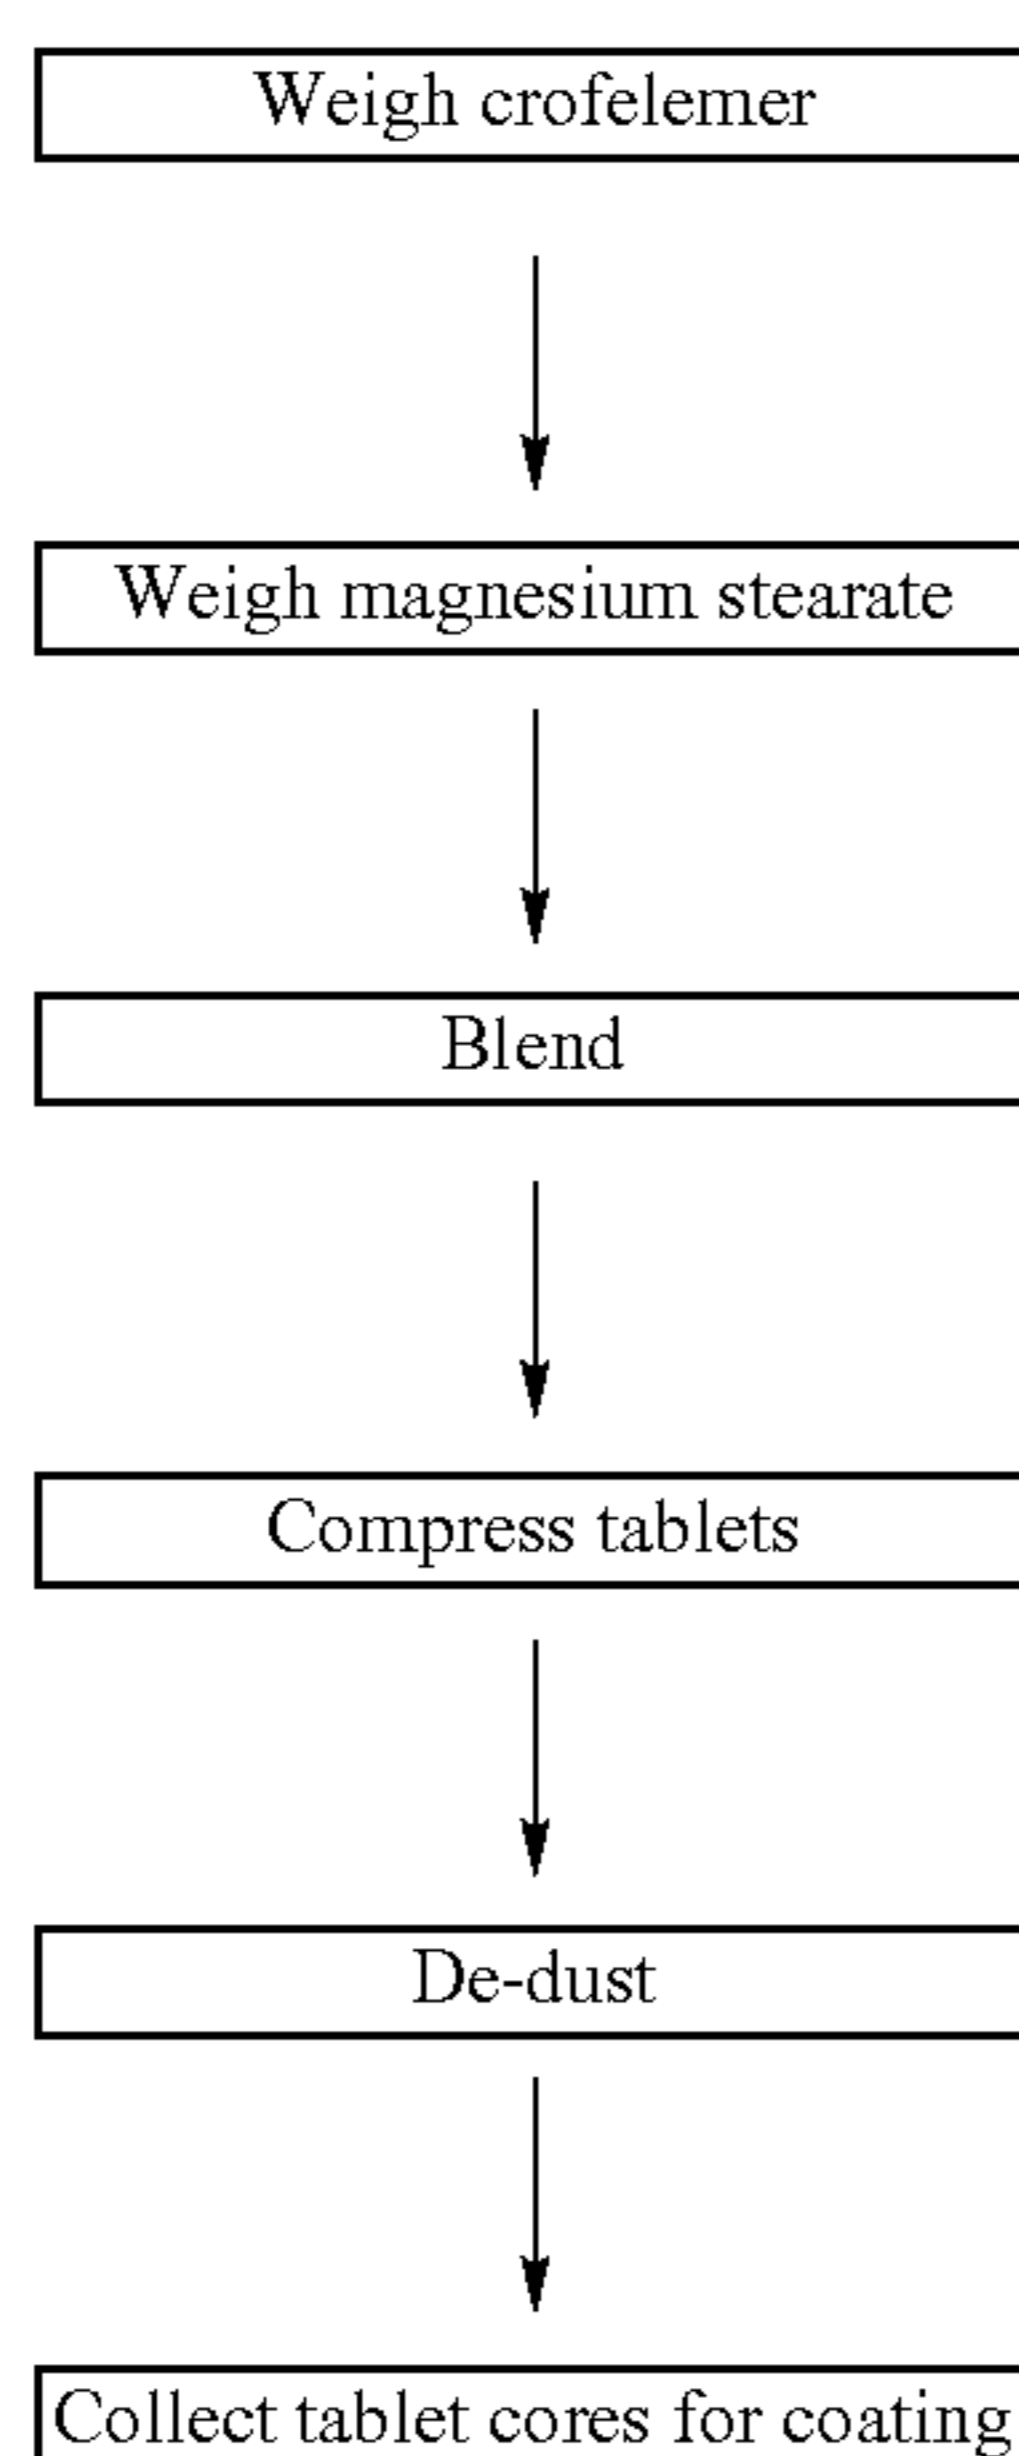 Weigh crofelemer
Weigh magnesium stearate
Blend
Compress tablets
De-dust
Collect tablet cores for coating